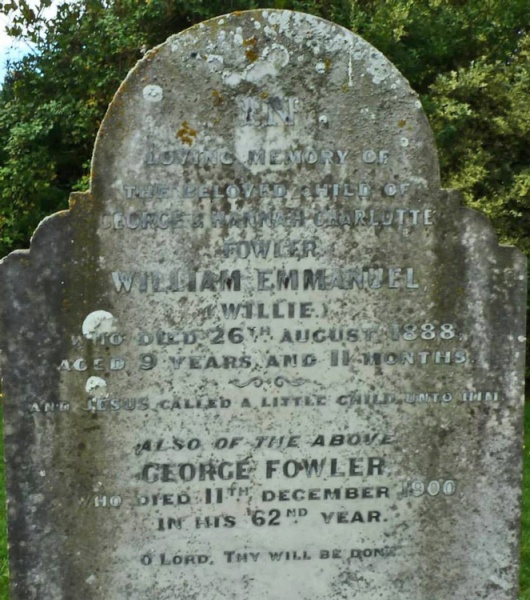 IN
LOVING MEMORY OF
THE BELOVED CHILD OF
GEORGE & HANNAH CHARLOTTE
FOWLER
WILLIAM EMMANUEL
(WILLIE.)
WHO DIED 26TH AUGUST 1888,
AGED 9 YEARS AND 11 MONTHS.
AND JESUS CALLED A LITTLE CHILD UNTO HIM
ALSO OF THE ABOVE
GEORGE FOWLER
WHO DIED 11TH DECEMBER 1900,
IN HIS 62ND YEAR.
O LORD, THY WILL BE DONE